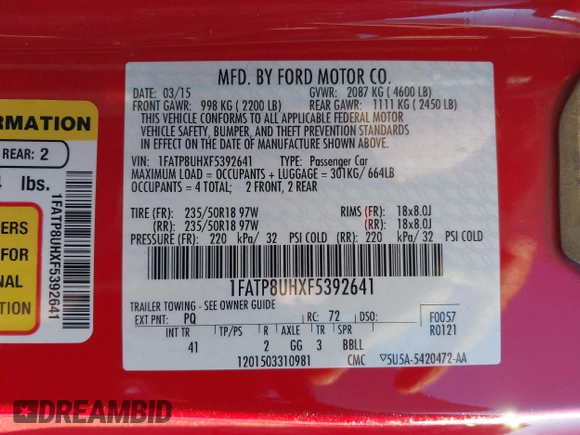 MFD. BY FORD MOTOR CO.
DATE: 03/15 GVWR: 2087 KG ( 4600 LB)
FRONT GAWR: 998 KG ( 2200 LB) REAR GAWR: 1111 KG ( 2450 LB)
THIS VEHICLE CONFORMS TO ALL APPLICABLE FEDERAL MOTOR
VEHICLE SAFETY, BUMPER, AND THEFT PREVENTION STANDARDS
IN EFFECT ON THE DATE OF MANUFACTURE SHOWN ABOVE.
VIN: 1FATP8UHXF5392641 TYPE: Passenger Car
MAXIMUM LOAD = OCCUPANTS + LUGGAGE = 301KG/ 664LB
OCCUPANTS = 4 TOTAL; 2 FRONT, 2 REAR
TIRE (FR): 235/50R18 97W RIMS (FR): 18x8.0J
(RR): 235/50R18 97W (RR): 18x8.0J
PRESSURE (FR): 220 kPa/ 32 PSI COLD (RR): 220 kPa/ 32 PSI COLD
1FATP8UHXF5392641
TRAILER TOWING - SEE OWNER GUIDE
EXT PNT: PQ RC: 72 DSO: F0057
R0121
INT TR TP/PS R AXLE TR SPR
41 2 GG 3 BBLL
1201503310981 CMC 5U5A-5420472-AA
ORMATION
REAR: 2
lbs.
ERS
FOR
NAL
ON
1FATP8UHXF5392641
DREAMBID